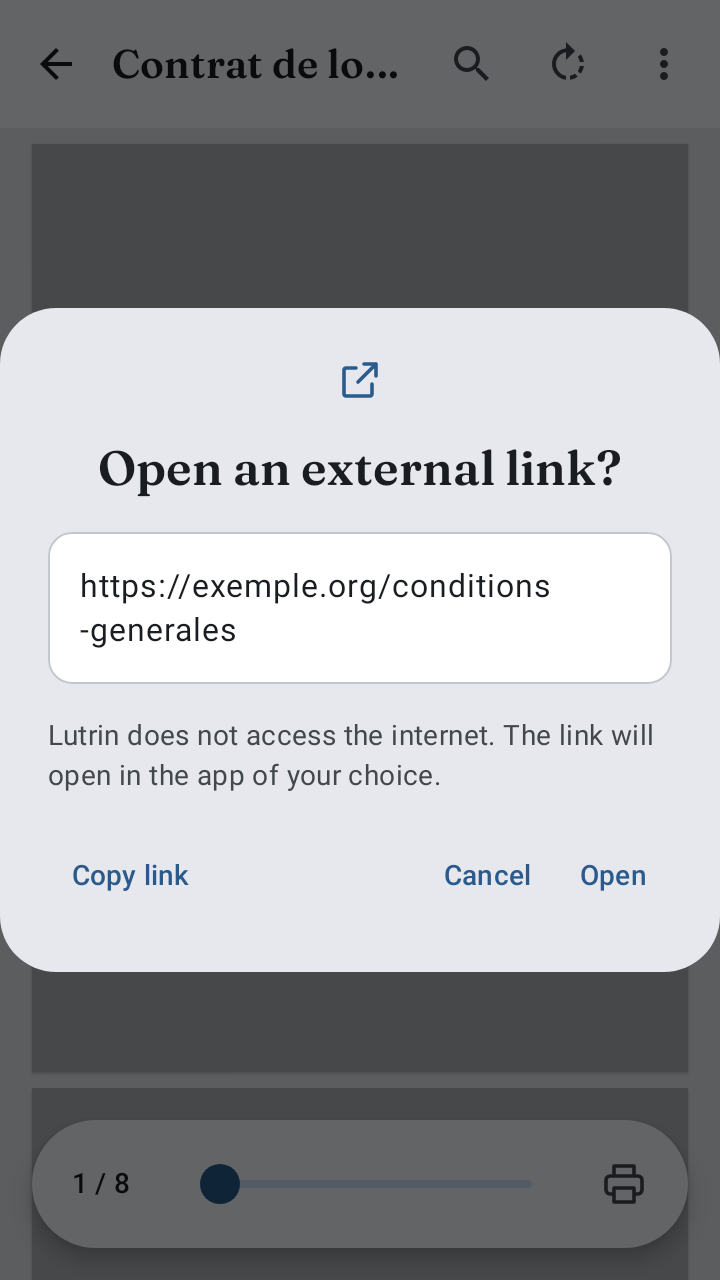 Contrat de lo...
Open an external link?
https://exemple.org/conditions
-generales
Lutrin does not access the internet. The link will
open in the app of your choice.
Copy link
Cancel
Open
1 / 8